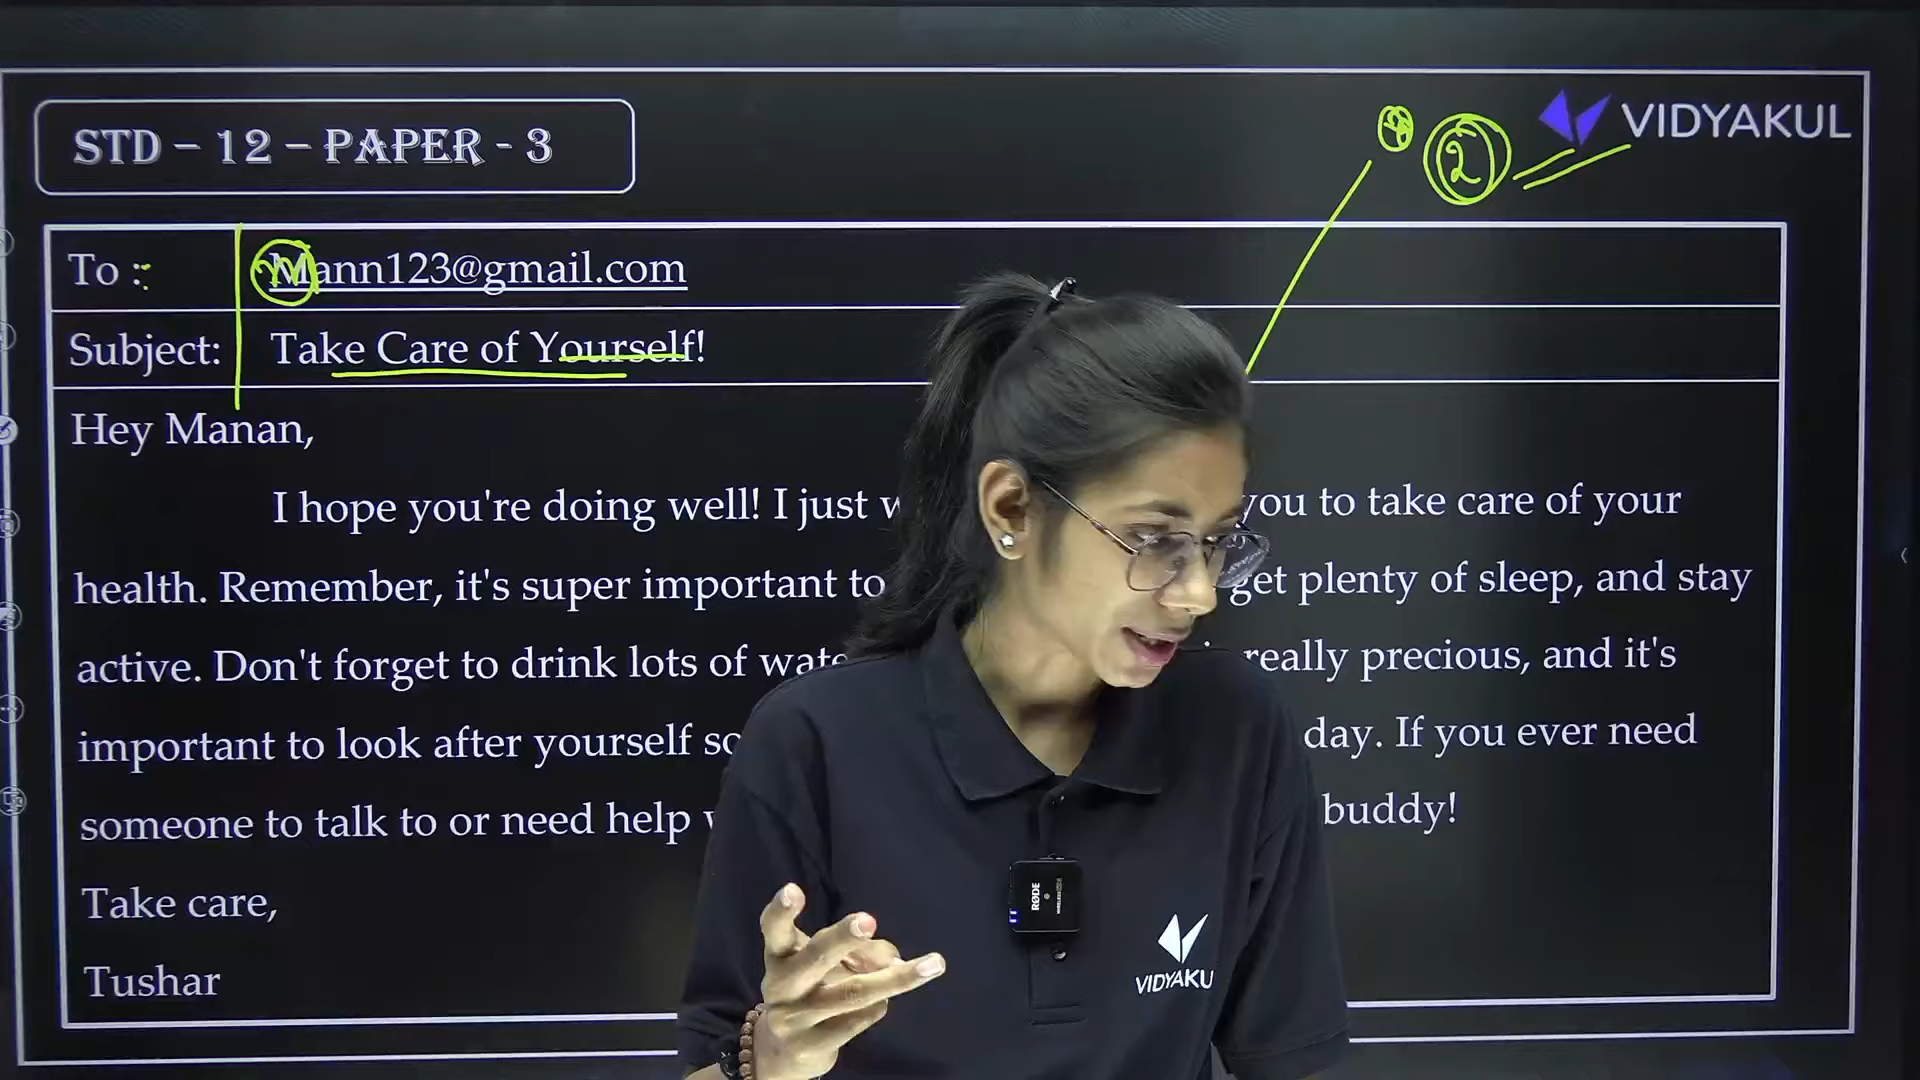 STD – 12 – PAPER - 3
2
VIDYAKUL
To : Mann123@gmail.com
Subject: Take Care of Yourself!
Hey Manan,
I hope you're doing well! I just you to take care of your
health. Remember, it's super important to get plenty of sleep, and stay
active. Don't forget to drink lots of really precious, and it's
important to look after yourself day. If you ever need
someone to talk to or need help buddy!
Take care,
Tushar
RØDE
VIDYAKU